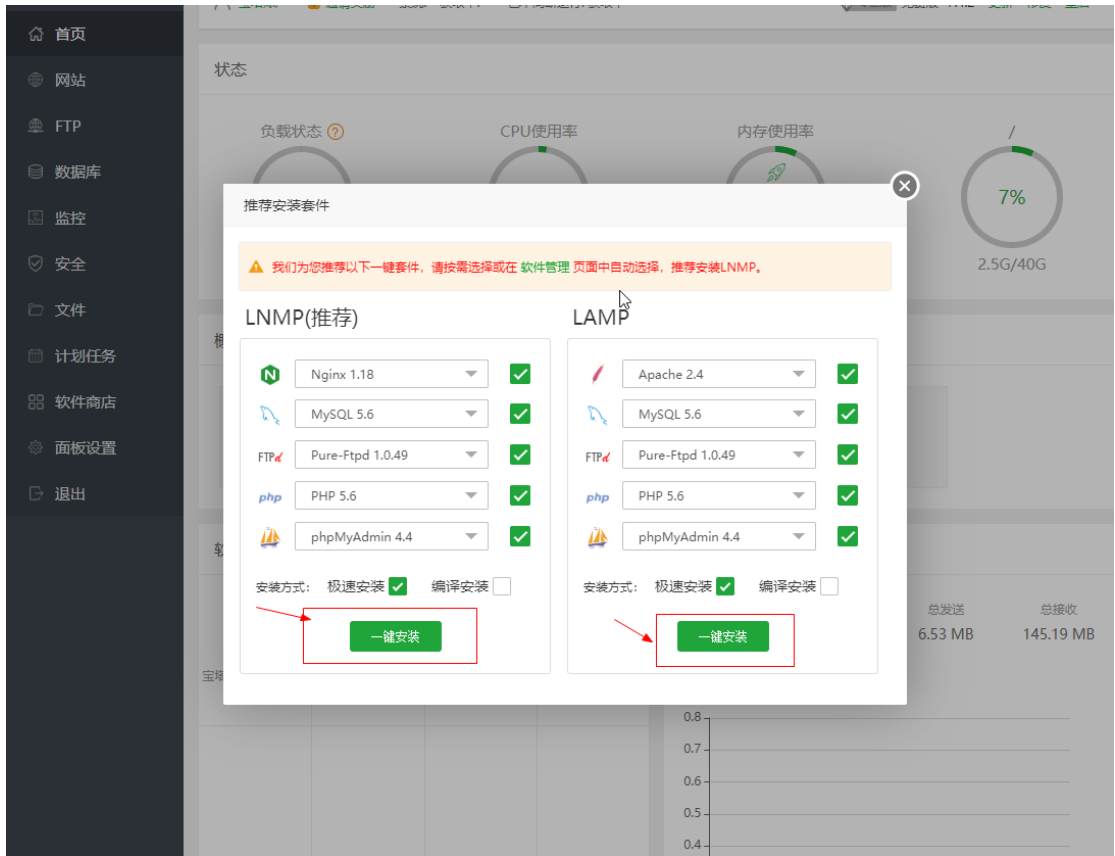 首页
网站
FTP
数据库
监控
安全
文件
计划任务
软件商店
面板设置
退出
状态
负载状态 ?
CPU使用率
内存使用率
/
7%
2.5G/40G
推荐安装套件
我们为您推荐以下一键套件，请按需选择或在 软件管理 页面中自动选择，推荐安装LNMP。
LNMP(推荐)
Nginx 1.18
MySQL 5.6
FTPd Pure-Ftpd 1.0.49
php PHP 5.6
phpMyAdmin 4.4
安装方式： 极速安装 编译安装
一键安装
LAMP
Apache 2.4
MySQL 5.6
FTPd Pure-Ftpd 1.0.49
php PHP 5.6
phpMyAdmin 4.4
安装方式： 极速安装 编译安装
一键安装
总发送
6.53 MB
总接收
145.19 MB
0.8
0.7
0.6
0.5
0.4